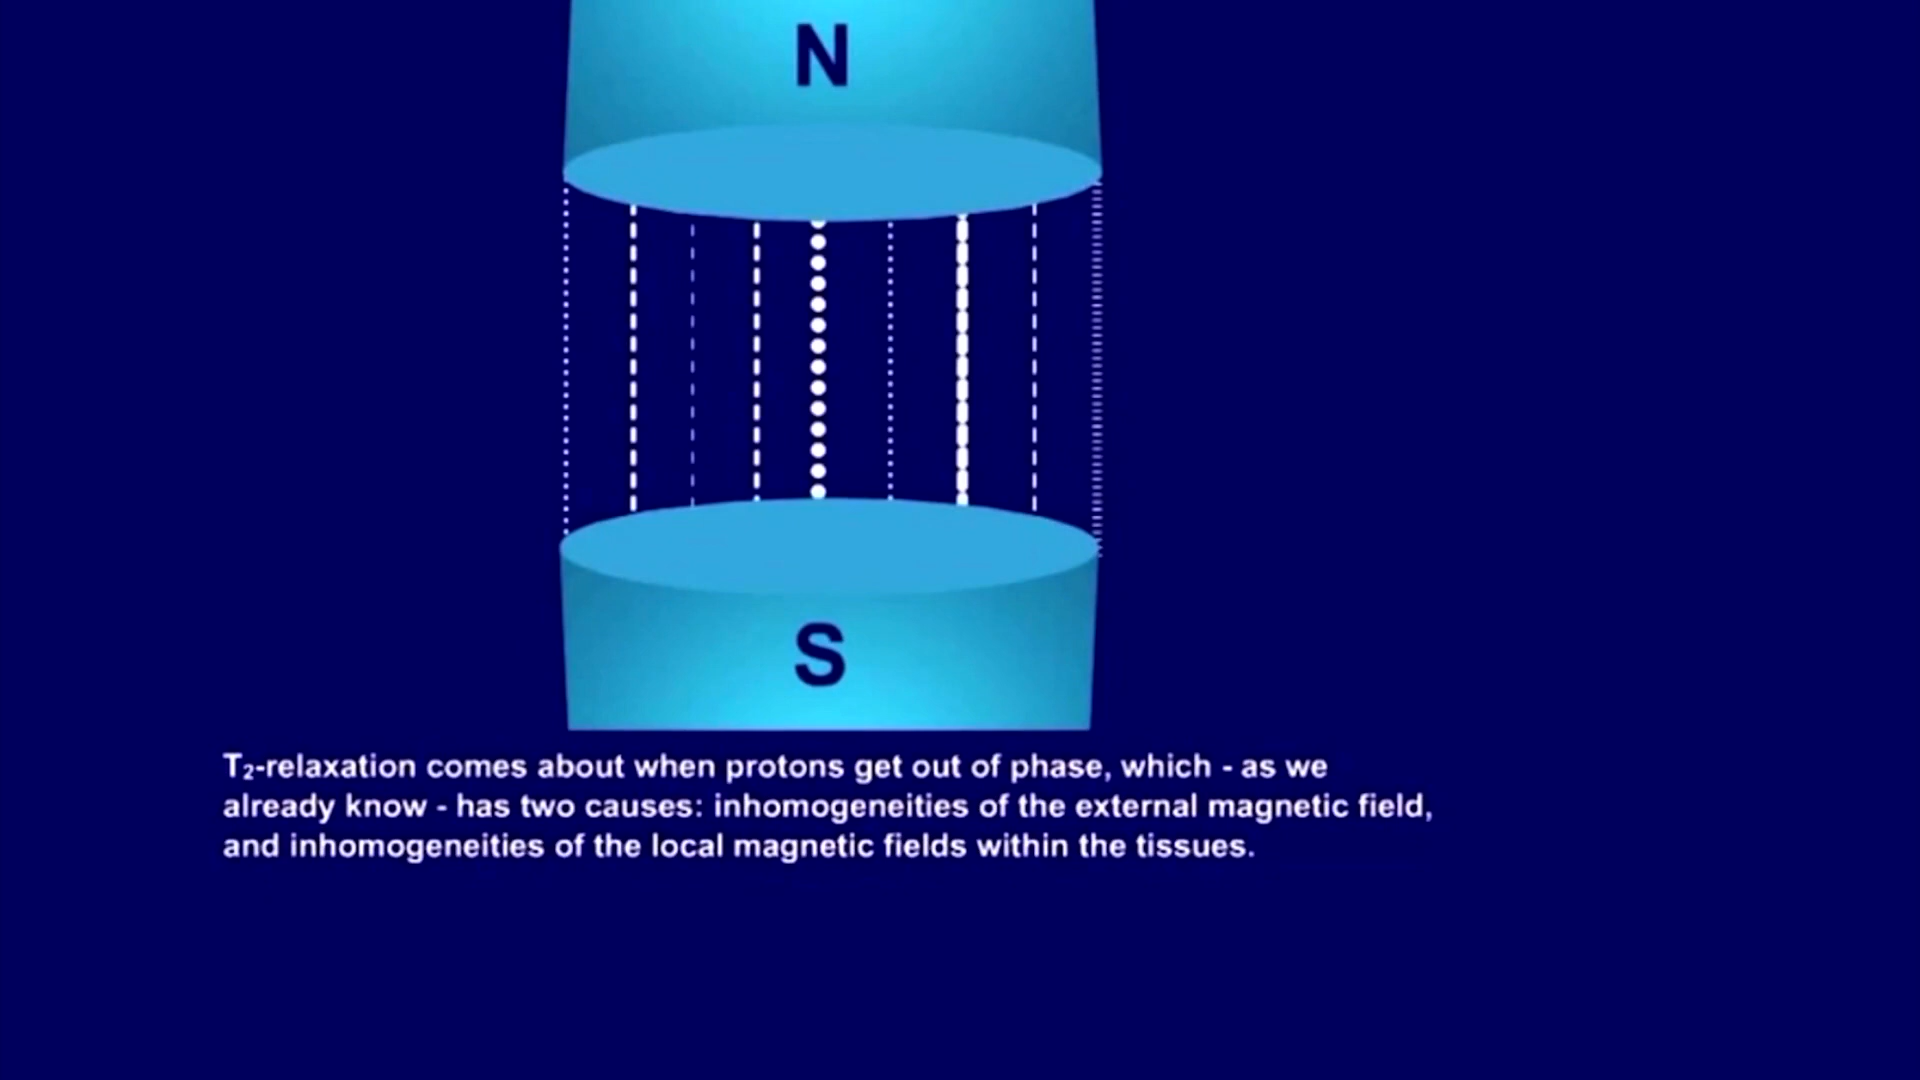 N
S
T₂-relaxation comes about when protons get out of phase, which - as we
already know - has two causes: inhomogeneities of the external magnetic field,
and inhomogeneities of the local magnetic fields within the tissues.